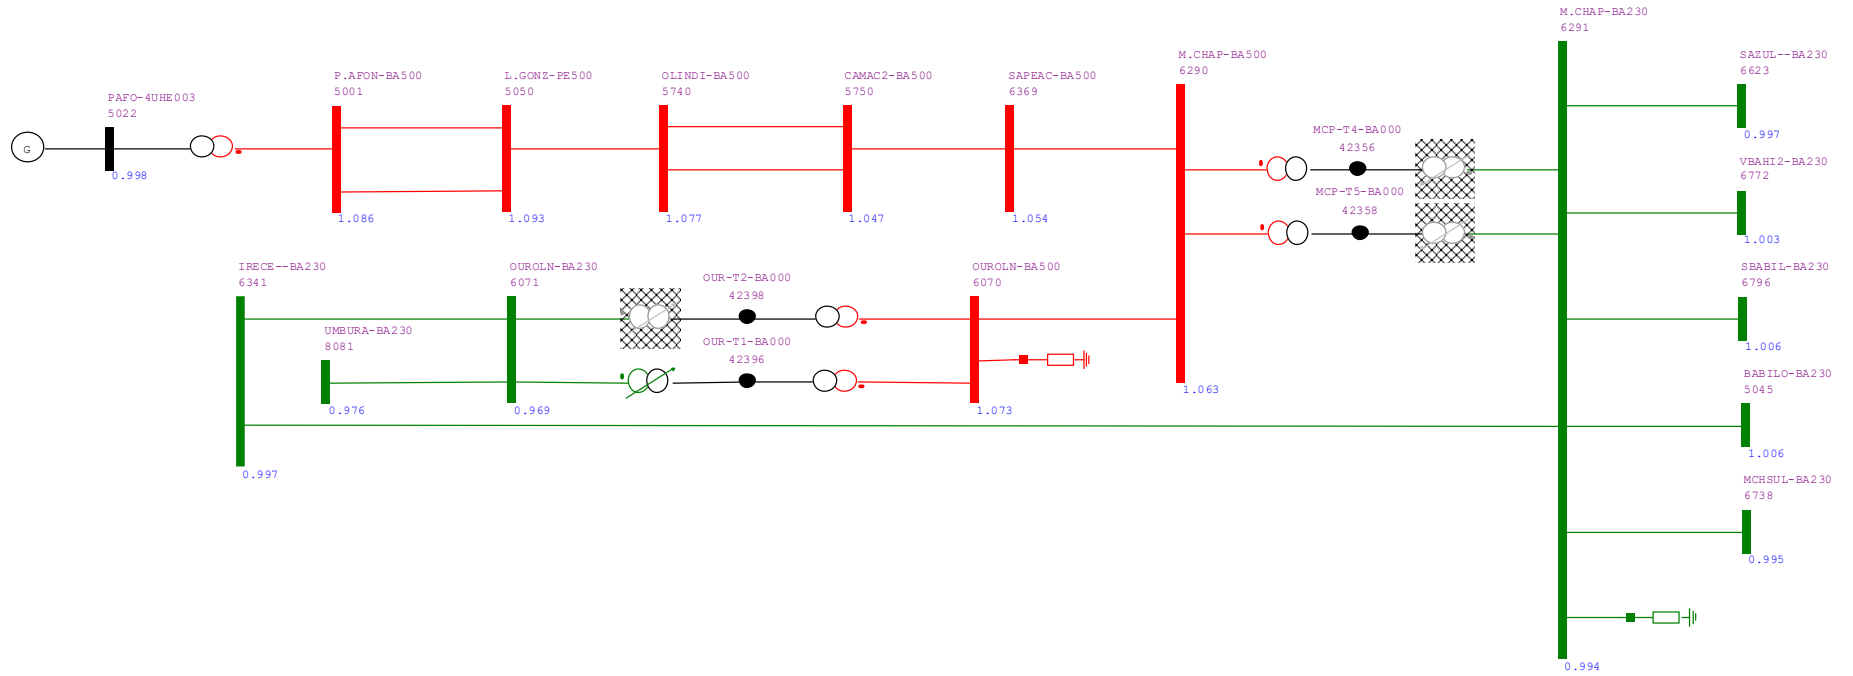 M.CHAP-BA230
6291
SAZUL--BA230
6623
M.CHAP-BA500
6290
P.AFON-BA500
5001
L.GONZ-PE500
5050
OLINDI-BA500
5740
CAMAC2-BA500
5750
SAPEAC-BA500
6369
PAFO-4UHE003
5022
G
MCP-T4-BA000
42356
0.997
VBAHI2-BA230
6772
0.998
MCP-T5-BA000
42358
1.086
1.093
1.077
1.047
1.054
1.003
IRECE--BA230
6341
OUROLN-BA230
6071
OUR-T2-BA000
42398
OUROLN-BA500
6070
SBABIL-BA230
6796
UMBURA-BA230
8081
OUR-T1-BA000
42396
1.006
BABILO-BA230
5045
1.063
0.976
0.969
1.073
1.006
0.997
MCHSUL-BA230
6738
0.995
0.994